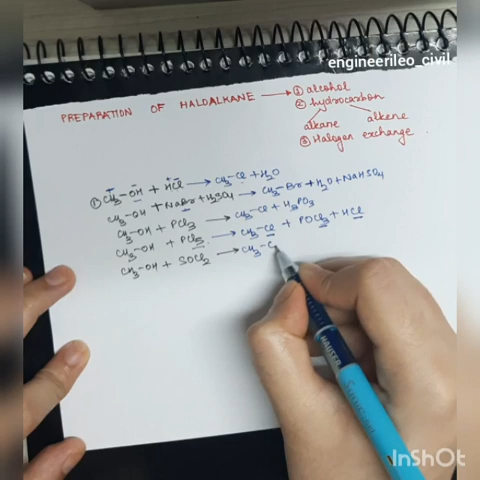 engineerileo_civil
PREPARATION OF HALOALKANE → ① alcohol
② hydrocarbon
alkane alkene
③ Halogen exchange.
① CH₃-OH + HCl → CH₃-Cl + H₂O
CH₃-OH + NaBr + H₂SO₄ → CH₃-Br + H₂O + NaHSO₄
CH₃-OH + PCl₃ → CH₃-Cl + H₃PO₃
CH₃-OH + PCl₅ → CH₃-Cl + POCl₃ + HCl
CH₃-OH + SOCl₂ → CH₃-C
HAUSER
InShOt